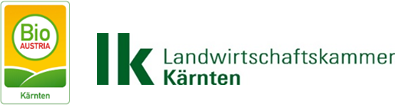 Bio
AUSTRIA
Kärnten
lk Landwirtschaftskammer
Kärnten